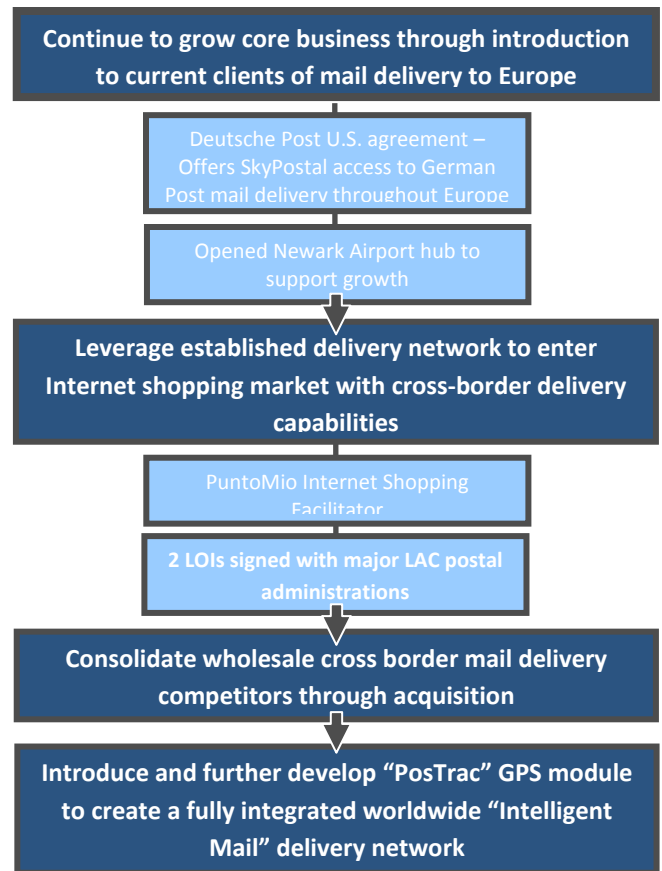 Continue to grow core business through introduction
to current clients of mail delivery to Europe
Deutsche Post U.S. agreement –
Offers SkyPostal access to German
Post mail delivery throughout Europe
Opened Newark Airport hub to
support growth
Leverage established delivery network to enter
Internet shopping market with cross-border delivery
capabilities
PuntoMio Internet Shopping
Facilitator
2 LOIs signed with major LAC postal
administrations
Consolidate wholesale cross border mail delivery
competitors through acquisition
Introduce and further develop “PosTrac” GPS module
to create a fully integrated worldwide “Intelligent
Mail” delivery network